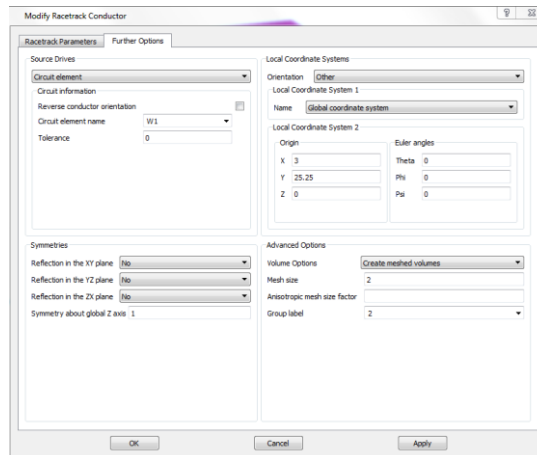 Modify Racetrack Conductor
Racetrack Parameters Further Options
Source Drives
Circuit element
Circuit information
Reverse conductor orientation
Circuit element name W1
Tolerance 0
Local Coordinate Systems
Orientation Other
Local Coordinate System 1
Name Global coordinate system
Local Coordinate System 2
Origin
X 3
Y 25.25
Z 0
Euler angles
Theta 0
Phi 0
Psi 0
Symmetries
Reflection in the XY plane No
Reflection in the YZ plane No
Reflection in the ZX plane No
Symmetry about global Z axis 1
Advanced Options
Volume Options Create meshed volumes
Mesh size 2
Anisotropic mesh size factor
Group label 2
OK Cancel Apply